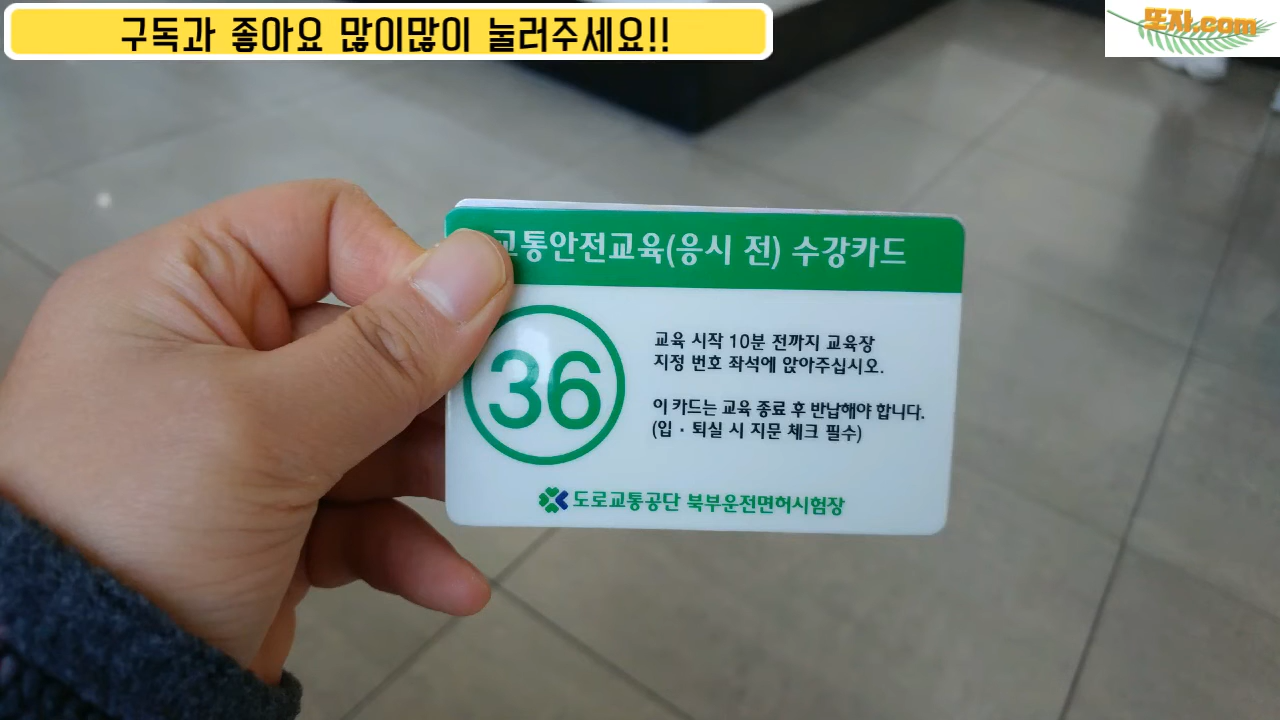 구독과 좋아요 많이많이 눌러주세요!!
또자.com
교통안전교육(응시 전) 수강카드
36
교육 시작 10분 전까지 교육장
지정 번호 좌석에 앉아주십시오.
이 카드는 교육 종료 후 반납해야 합니다.
(입 · 퇴실 시 지문 체크 필수)
도로교통공단 북부운전면허시험장